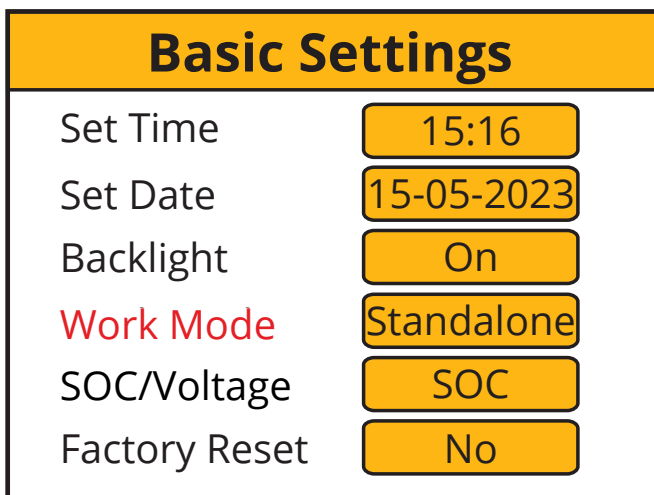 Basic Settings
Set Time 15:16
Set Date 15-05-2023
Backlight On
Work Mode Standalone
SOC/Voltage SOC
Factory Reset No